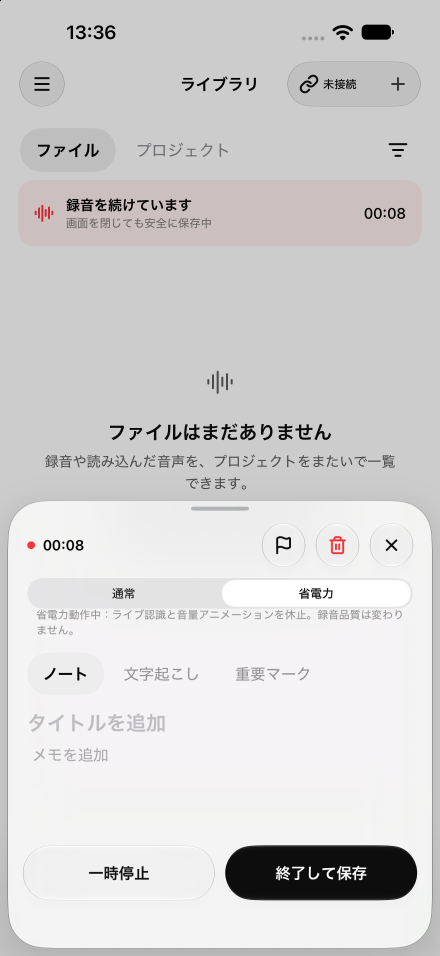 13:36
ライブラリ
未接続
ファイル
プロジェクト
録音を続けています
画面を閉じても安全に保存中
00:08
ファイルはまだありません
録音や読み込んだ音声を、プロジェクトをまたいで一覧
できます。
00:08
通常
省電力
省電力動作中：ライブ認識と音量アニメーションを休止。録音品質は変わり
ません。
ノート
文字起こし
重要マーク
タイトルを追加
メモを追加
一時停止
終了して保存